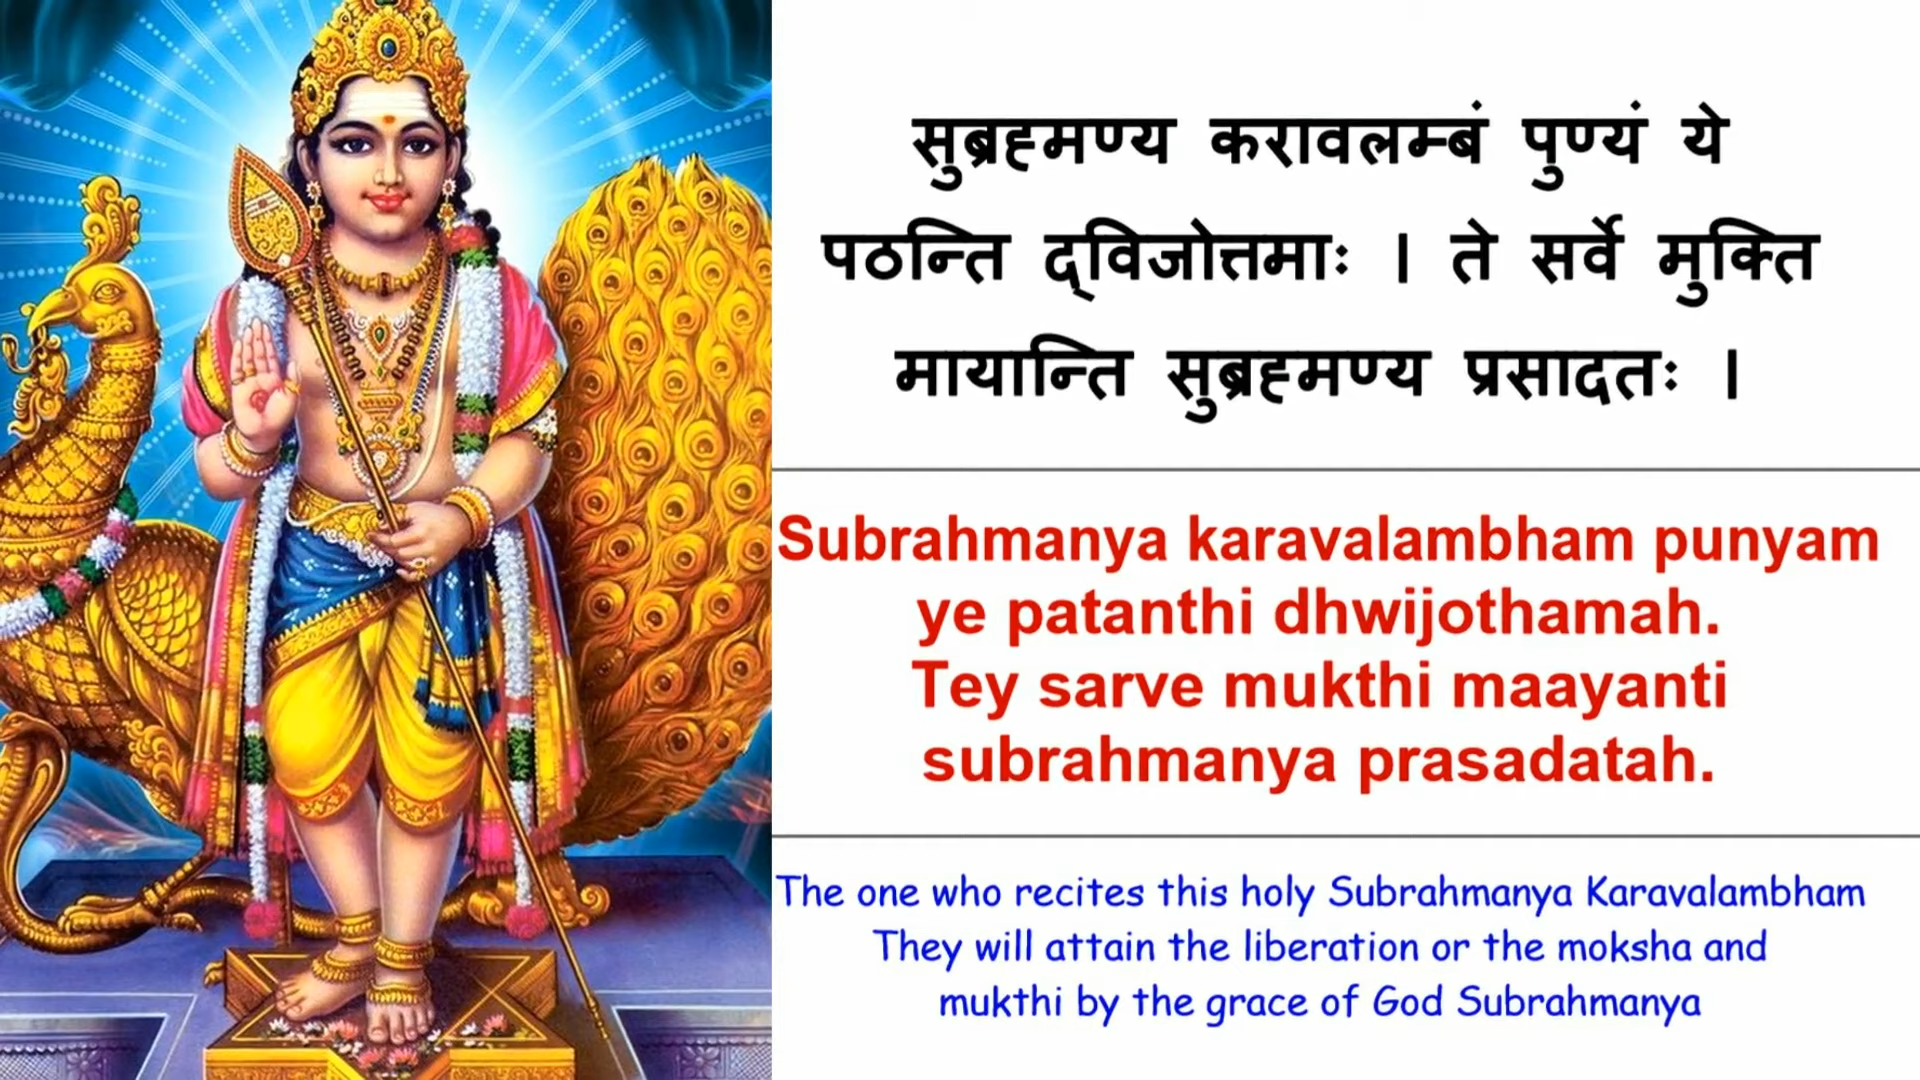 सुब्रह्मण्य करावलम्बं पुण्यं ये
पठन्ति द्विजोत्तमाः । ते सर्वे मुक्ति
मायान्ति सुब्रह्मण्य प्रसादतः ।
Subrahmanya karavalambham punyam
ye patanthi dhwijothamah.
Tey sarve mukthi maayanti
subrahmanya prasadatah.
The one who recites this holy Subrahmanya Karavalambham
They will attain the liberation or the moksha and
mukthi by the grace of God Subrahmanya